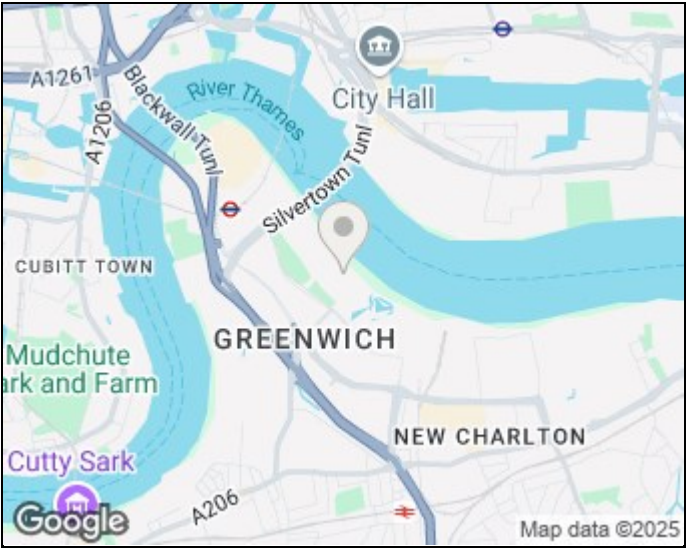 A1261
Blackwall Tunl
A1206
River Thames
City Hall
Silvertown Tunl
CUBITT TOWN
GREENWICH
Mudchute
ark and Farm
NEW CHARLTON
Cutty Sark
A206
Google
Map data ©2025